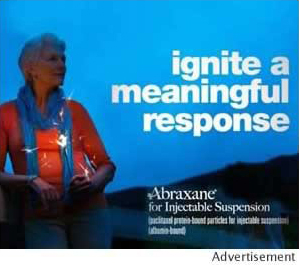 ignite a
meaningful
response
Abraxane®
for Injectable Suspension
(paclitaxel protein-bound particles for injectable suspension)
(albumin-bound)
Advertisement